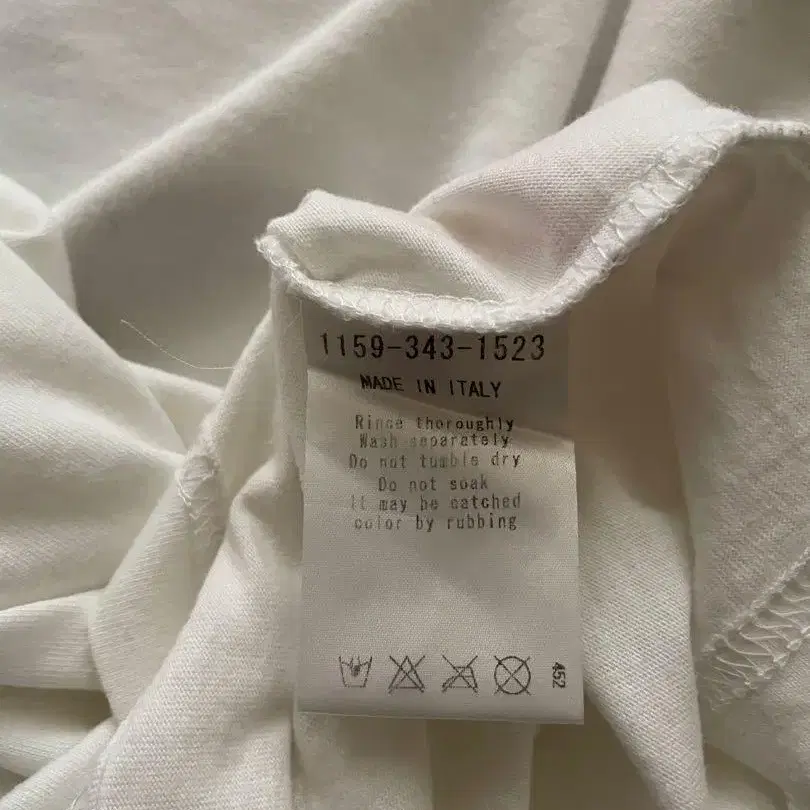 1159-343-1523
MADE IN ITALY
Rince thoroughly
Wash separately
Do not tumble dry
Do not soak
It may be catched
color by rubbing
452